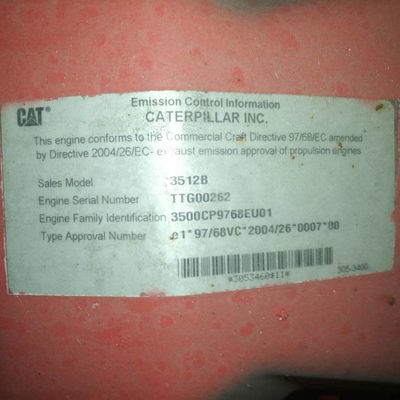 CAT
Emission Control Information
CATERPILLAR INC.
This engine conforms to the Commercial Craft Directive 97/68/EC amended
by Directive 2004/26/EC- exhaust emission approval of propulsion engines
Sales Model 3512B
Engine Serial Number TTG00262
Engine Family Identification 3500CP9768EU01
Type Approval Number e1*97/68VC*2004/26*0007*00
*3053460#11*
305-3460